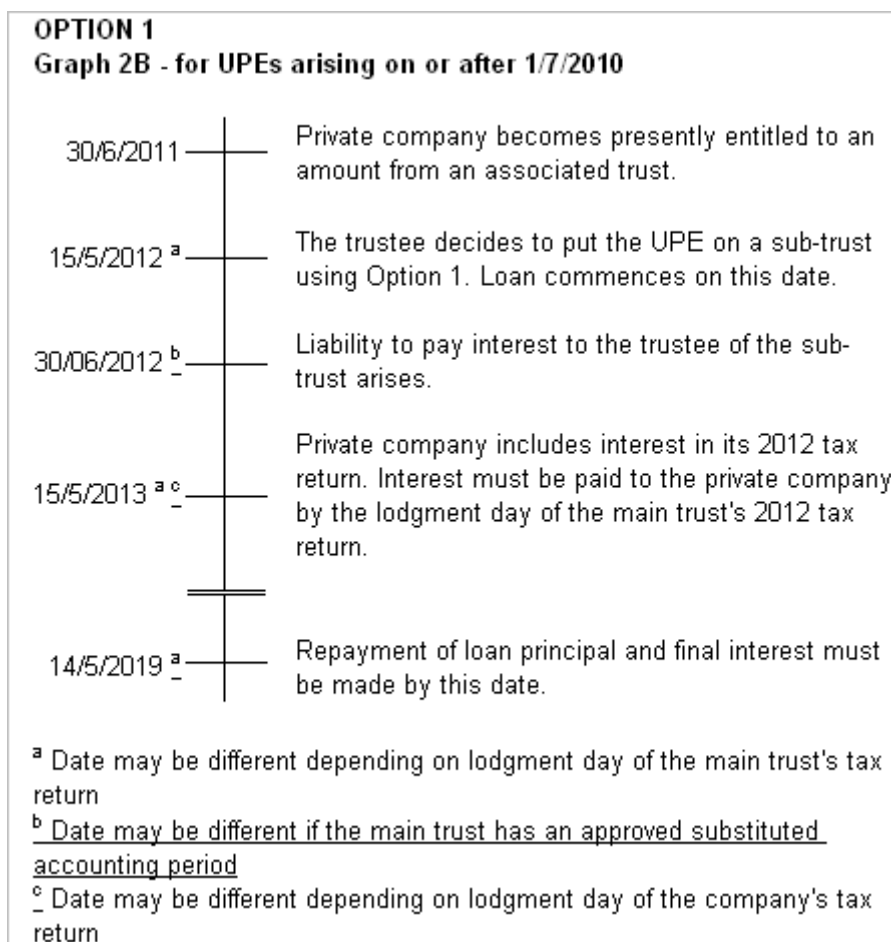 OPTION 1
Graph 2B - for UPEs arising on or after 1/7/2010
30/6/2011
Private company becomes presently entitled to an
amount from an associated trust.
15/5/2012 a
The trustee decides to put the UPE on a sub-trust
using Option 1. Loan commences on this date.
30/06/2012 b
Liability to pay interest to the trustee of the sub-
trust arises.
15/5/2013 a c
Private company includes interest in its 2012 tax
return. Interest must be paid to the private company
by the lodgment day of the main trust's 2012 tax
return.
14/5/2019 a
Repayment of loan principal and final interest must
be made by this date.
a Date may be different depending on lodgment day of the main trust's tax
return
b Date may be different if the main trust has an approved substituted
accounting period
c Date may be different depending on lodgment day of the company's tax
return